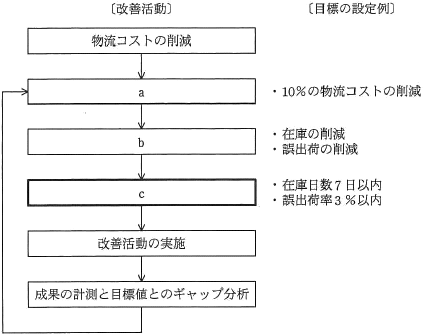 〔改善活動〕 〔目標の設定例〕
物流コストの削減
a ・10％の物流コストの削減
b ・在庫の削減
・誤出荷の削減
c ・在庫日数7日以内
・誤出荷率3％以内
改善活動の実施
成果の計測と目標値とのギャップ分析